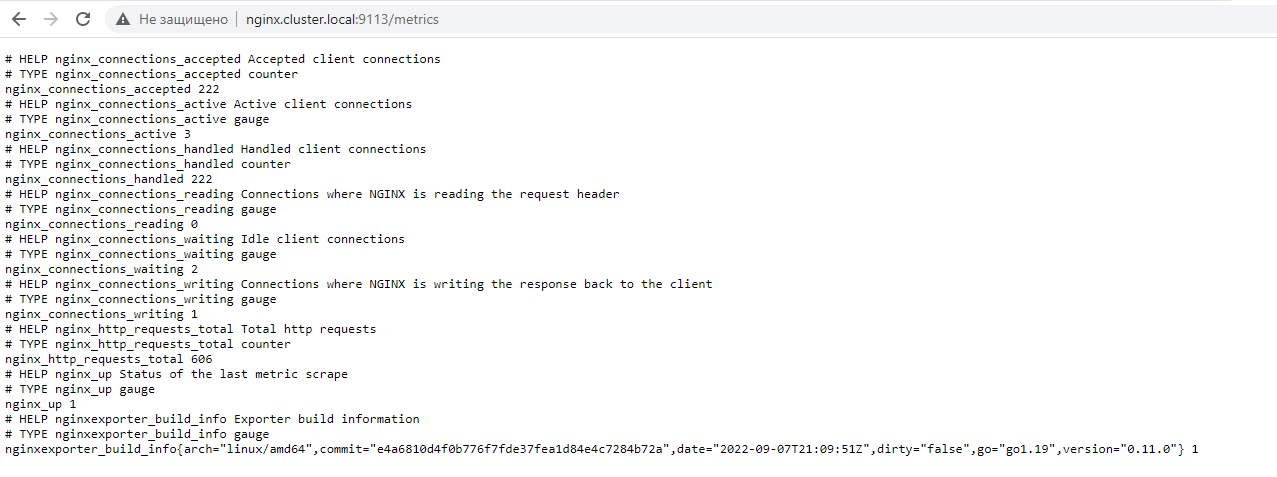 Не защищено | nginx.cluster.local:9113/metrics
# HELP nginx_connections_accepted Accepted client connections
# TYPE nginx_connections_accepted counter
nginx_connections_accepted 222
# HELP nginx_connections_active Active client connections
# TYPE nginx_connections_active gauge
nginx_connections_active 3
# HELP nginx_connections_handled Handled client connections
# TYPE nginx_connections_handled counter
nginx_connections_handled 222
# HELP nginx_connections_reading Connections where NGINX is reading the request header
# TYPE nginx_connections_reading gauge
nginx_connections_reading 0
# HELP nginx_connections_waiting Idle client connections
# TYPE nginx_connections_waiting gauge
nginx_connections_waiting 2
# HELP nginx_connections_writing Connections where NGINX is writing the response back to the client
# TYPE nginx_connections_writing gauge
nginx_connections_writing 1
# HELP nginx_http_requests_total Total http requests
# TYPE nginx_http_requests_total counter
nginx_http_requests_total 606
# HELP nginx_up Status of the last metric scrape
# TYPE nginx_up gauge
nginx_up 1
# HELP nginxexporter_build_info Exporter build information
# TYPE nginxexporter_build_info gauge
nginxexporter_build_info{arch="linux/amd64",commit="e4a6810d4f0b776f7fde37fea1d84e4c7284b72a",date="2022-09-07T21:09:51Z",dirty="false",go="go1.19",version="0.11.0"} 1